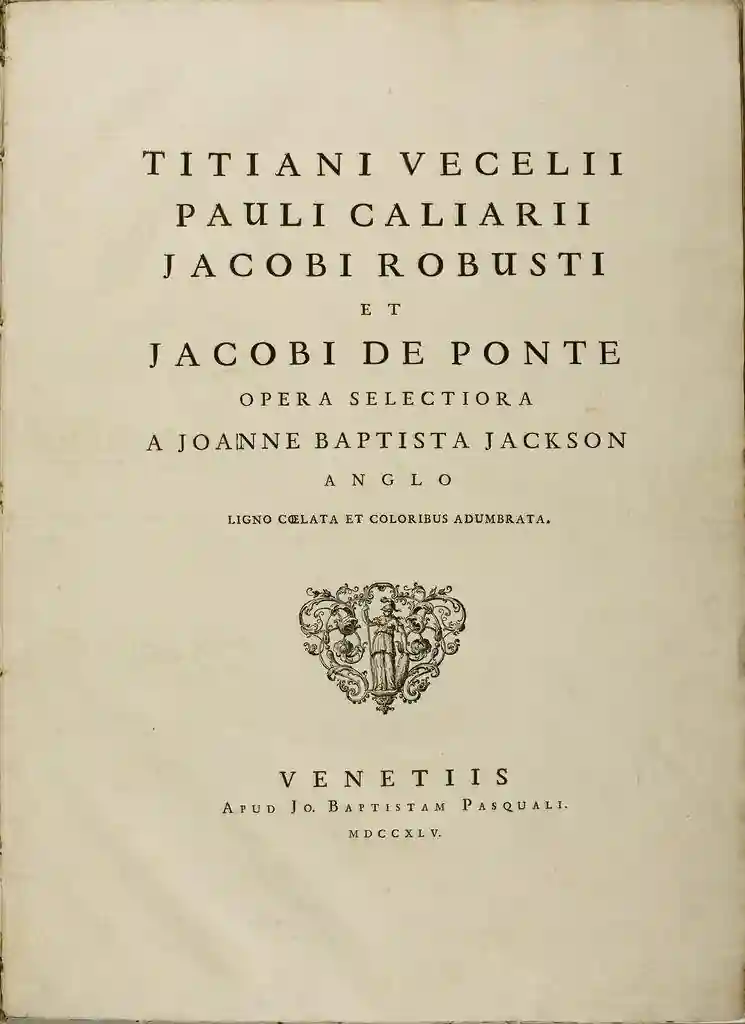 TITIANI VECELII
PAULI CALIARII
JACOBI ROBUSTI
ET
JACOBI DE PONTE
OPERA SELECTIORA
A JOANNE BAPTISTA JACKSON
ANGLO
LIGNO CŒLATA ET COLORIBUS ADUMBRATA.
VENETIIS
APUD JO. BAPTISTAM PASQUALI.
MDCCXLV.